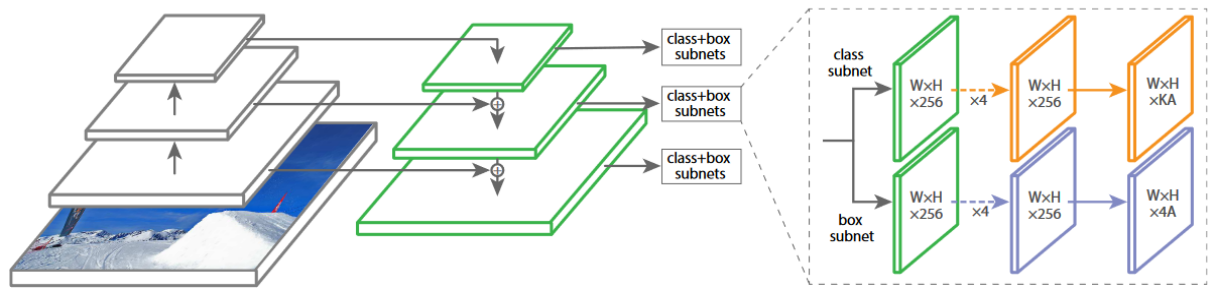 class+box
subnets
class+box
subnets
class+box
subnets
class
subnet
W×H
×256
×4
W×H
×256
W×H
×KA
box
subnet
W×H
×256
×4
W×H
×256
W×H
×4A